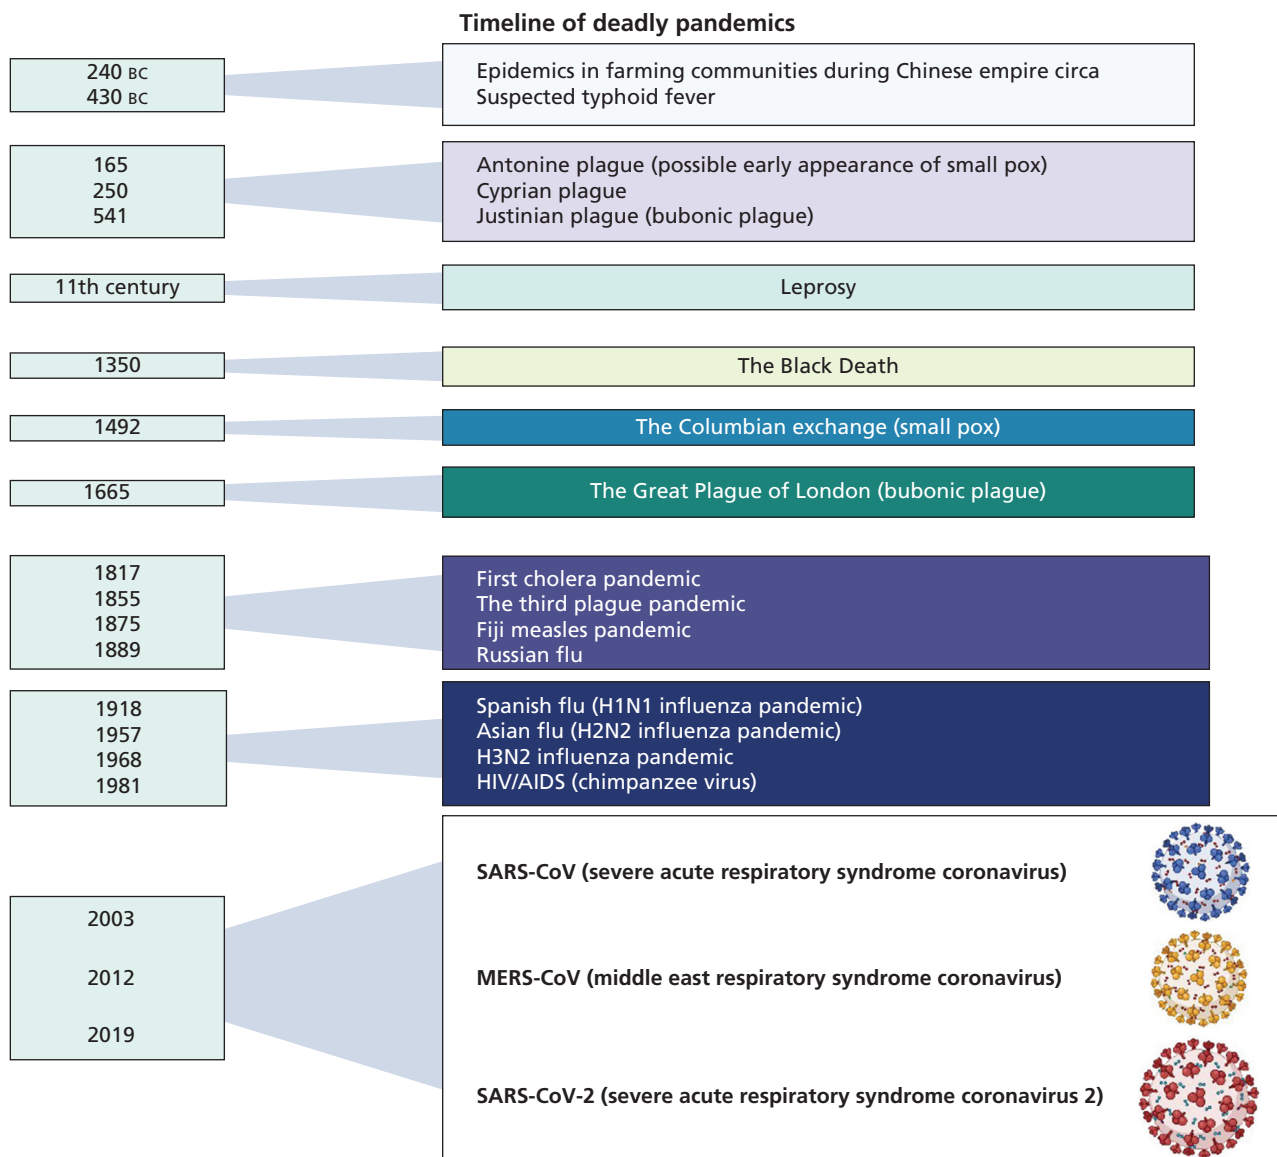 Timeline of deadly pandemics
240 BC
430 BC
Epidemics in farming communities during Chinese empire circa
Suspected typhoid fever
165
250
541
Antonine plague (possible early appearance of small pox)
Cyprian plague
Justinian plague (bubonic plague)
11th century
Leprosy
1350
The Black Death
1492
The Columbian exchange (small pox)
1665
The Great Plague of London (bubonic plague)
1817
1855
1875
1889
First cholera pandemic
The third plague pandemic
Fiji measles pandemic
Russian flu
1918
1957
1968
1981
Spanish flu (H1N1 influenza pandemic)
Asian flu (H2N2 influenza pandemic)
H3N2 influenza pandemic
HIV/AIDS (chimpanzee virus)
2003
2012
2019
SARS-CoV (severe acute respiratory syndrome coronavirus)
MERS-CoV (middle east respiratory syndrome coronavirus)
SARS-CoV-2 (severe acute respiratory syndrome coronavirus 2)